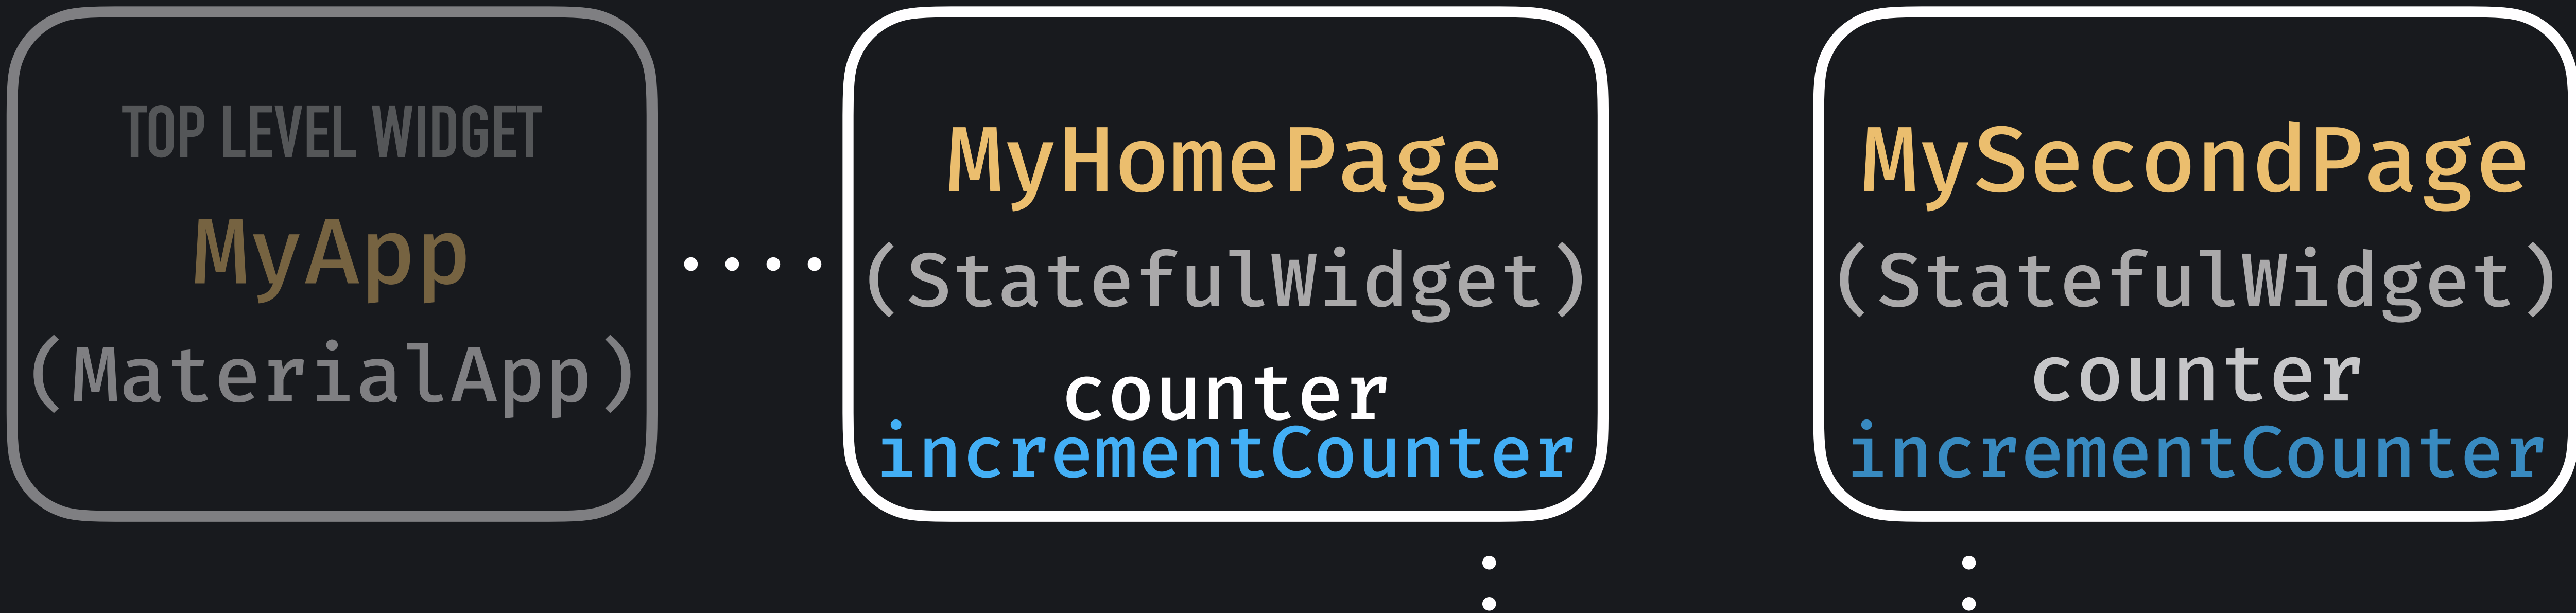 TOP LEVEL WIDGET
MyApp
(MaterialApp)
MyHomePage
(StatefulWidget)
counter
incrementCounter
MySecondPage
(StatefulWidget)
counter
incrementCounter